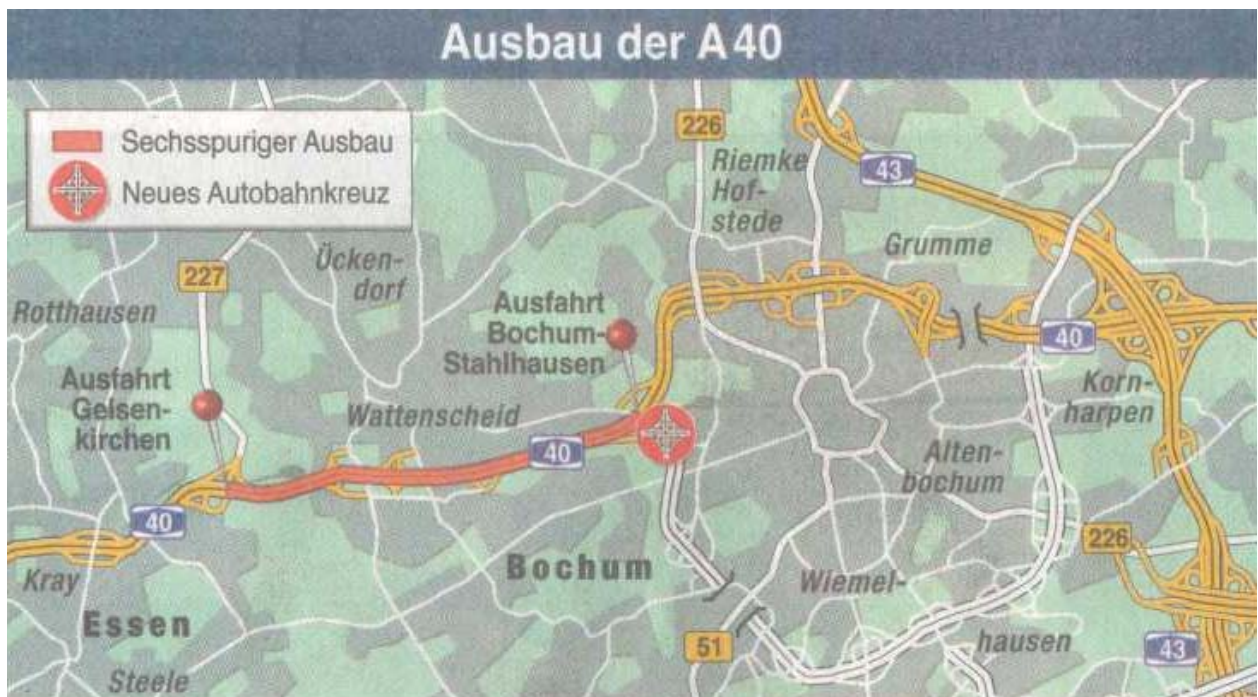 Ausbau der A 40
Sechsspuriger Ausbau
Neues Autobahnkreuz
226
Riemke
Hof-
stede
43
Grumme
227
Ücken-
dorf
Rotthausen
Ausfahrt
Bochum-
Stahlhausen
40
Ausfahrt
Gelsen-
kirchen
Wattenscheid
Korn-
harpen
40
Alten-
bochum
40
226
Kray
Bochum
Wiemel-
hausen
Essen
51
43
Steele